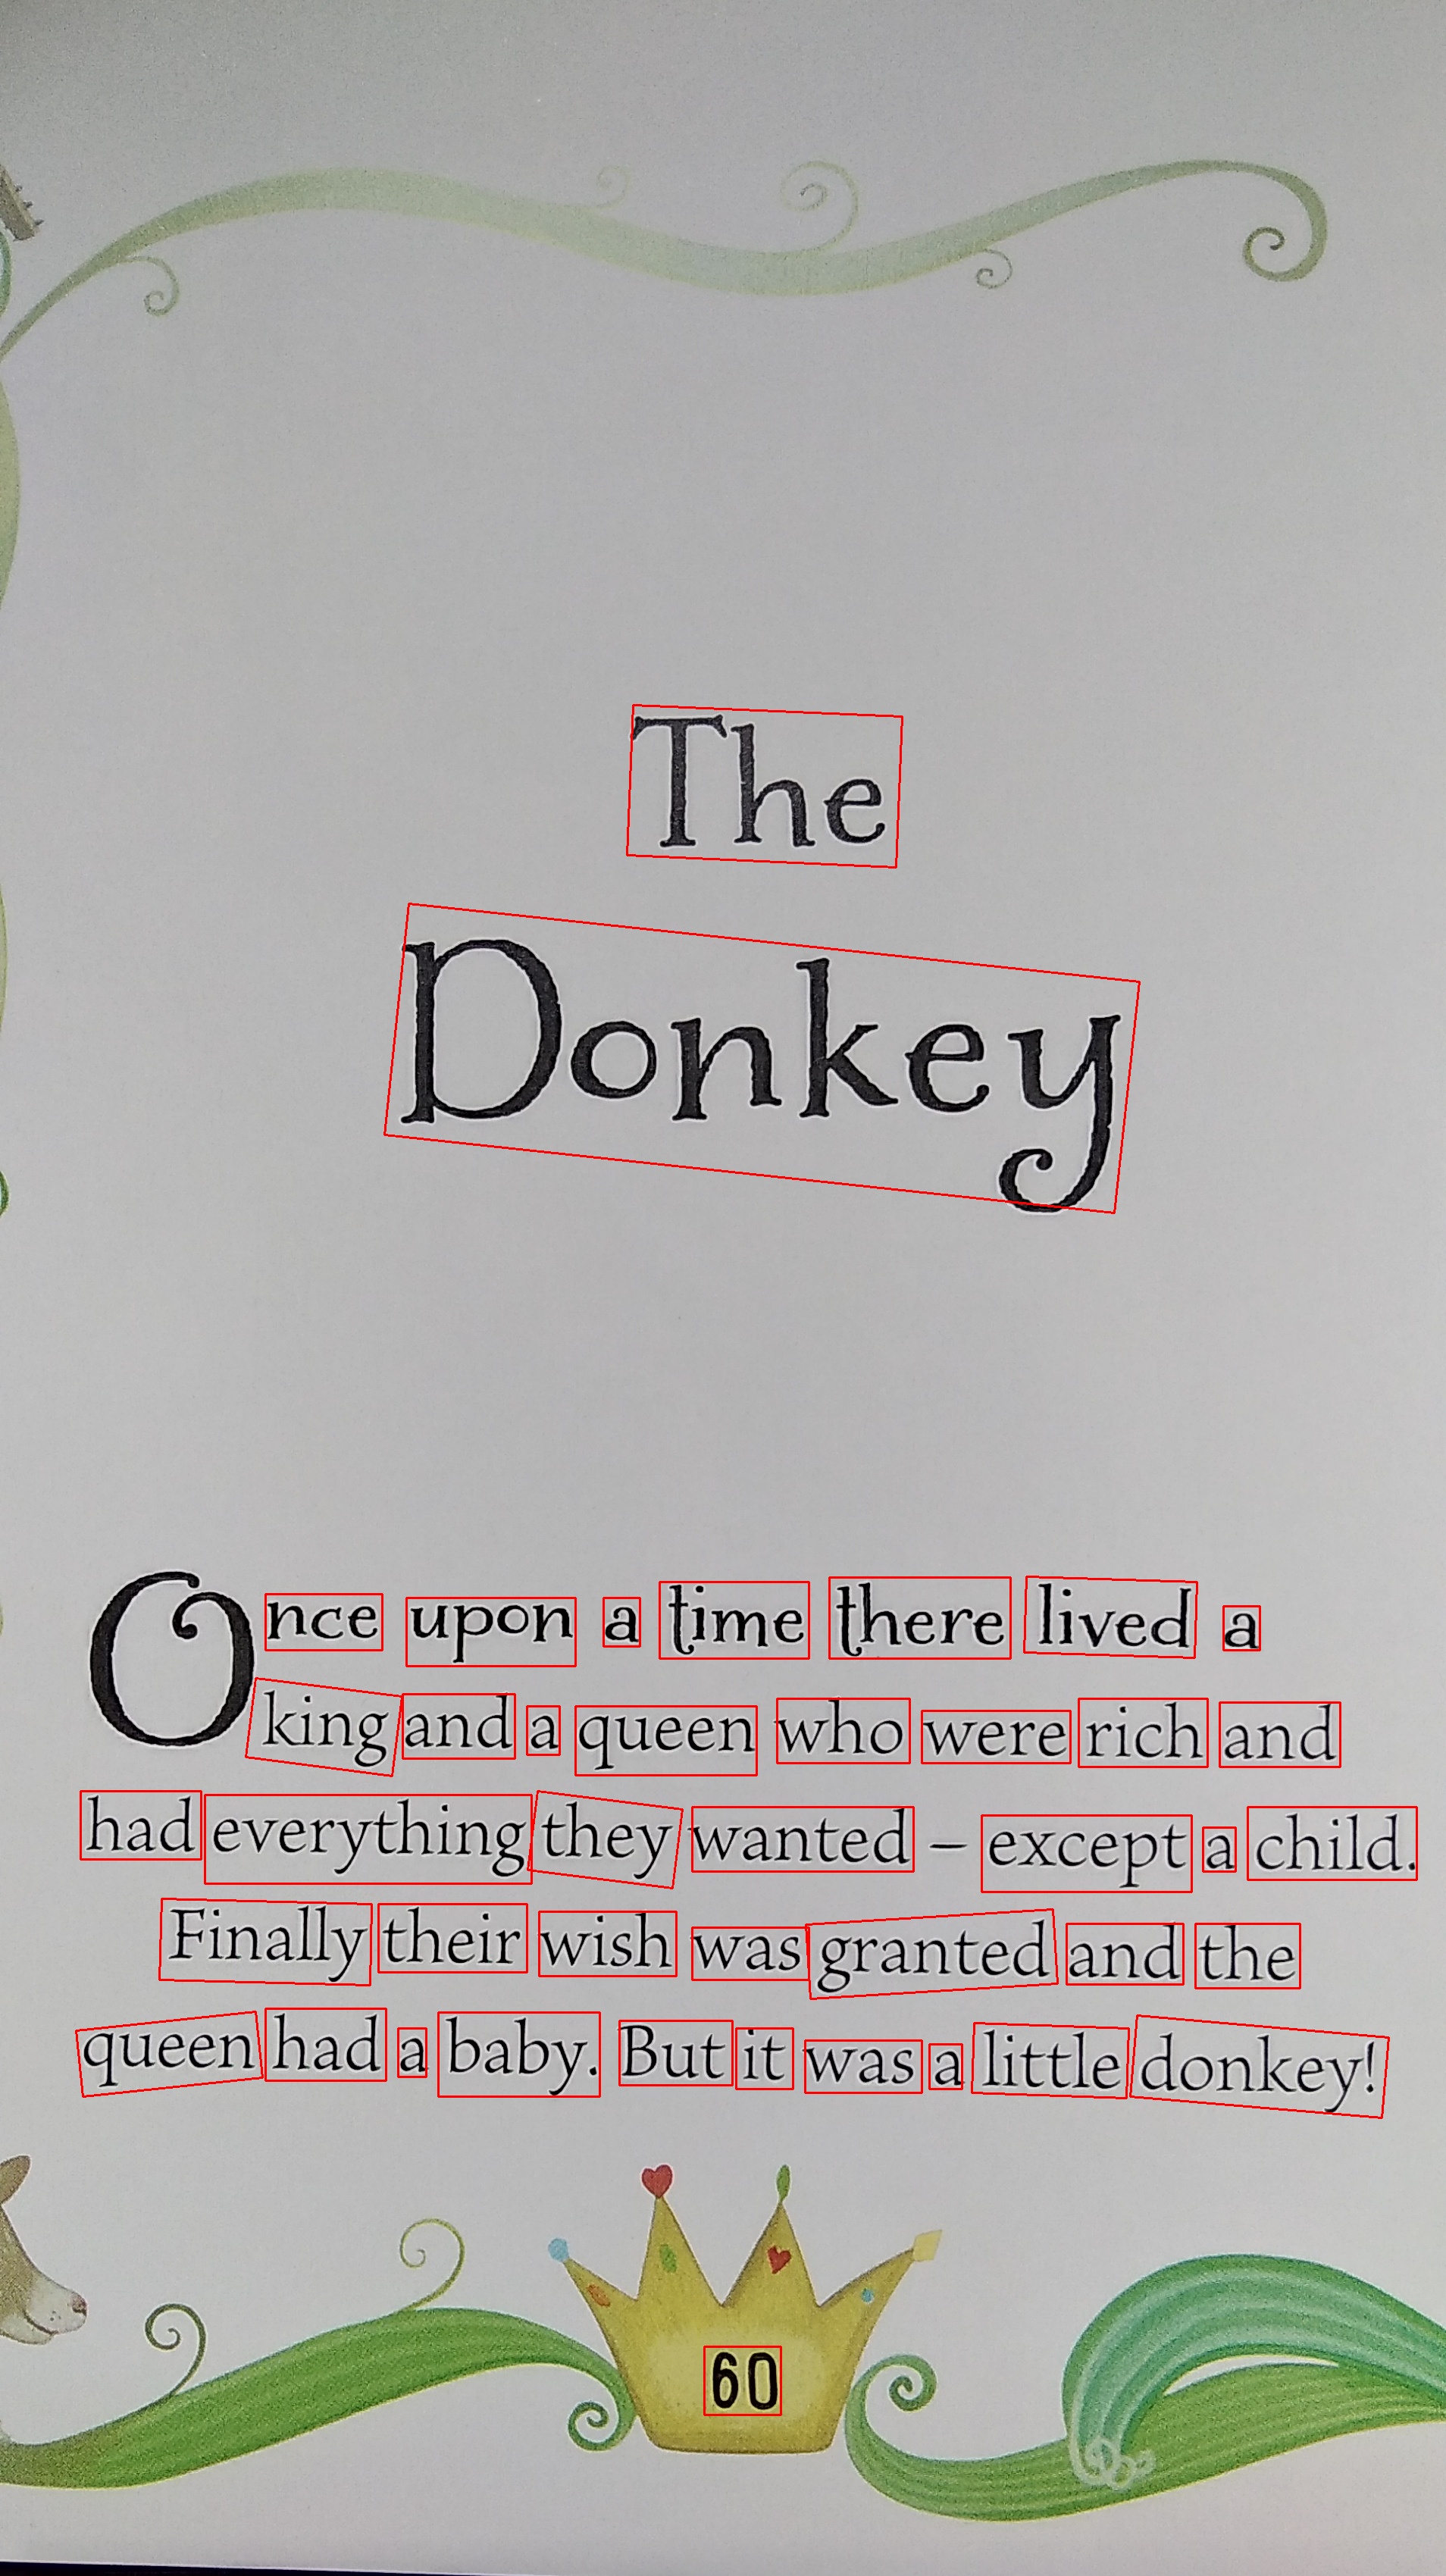 The
Donkey
Once upon a time there lived a
king and a queen who were rich and
had everything they wanted – except a child.
Finally their wish was granted and the
queen had a baby. But it was a little donkey!
60